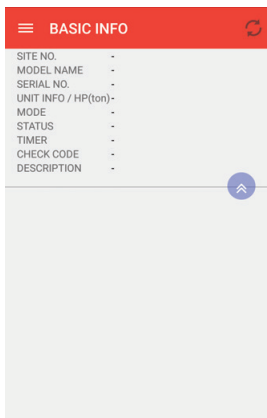 BASIC INFO
SITE NO. -
MODEL NAME -
SERIAL NO. -
UNIT INFO / HP(ton) -
MODE -
STATUS -
TIMER -
CHECK CODE -
DESCRIPTION -